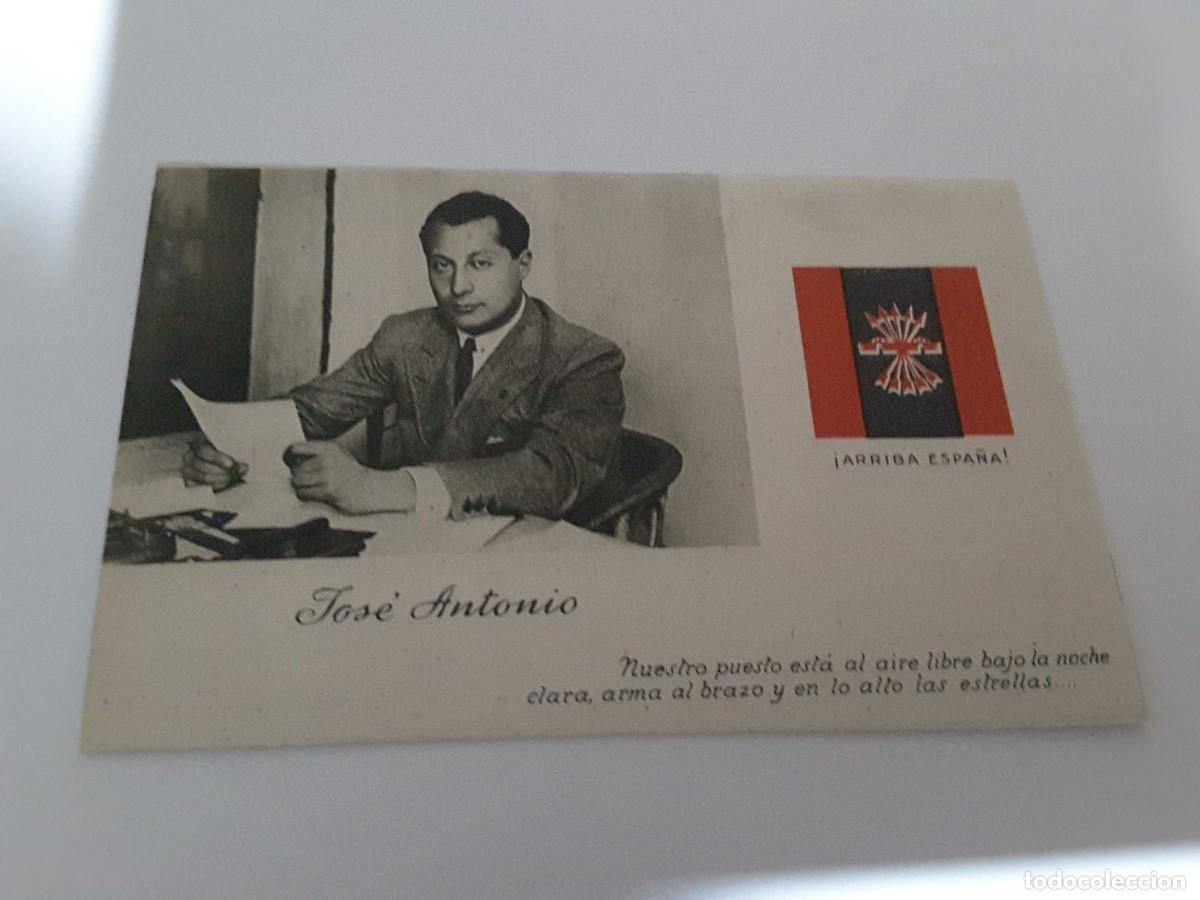 ¡ARRIBA ESPAÑA!
José Antonio
Nuestro puesto está al aire libre bajo la noche
clara, arma al brazo y en lo alto las estrellas....
todocoleccion